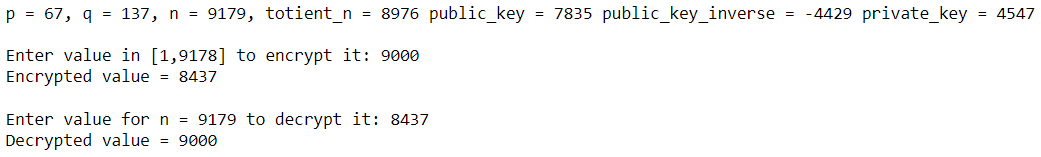 p = 67, q = 137, n = 9179, totient_n = 8976 public_key = 7835 public_key_inverse = -4429 private_key = 4547
Enter value in [1,9178] to encrypt it: 9000
Encrypted value = 8437
Enter value for n = 9179 to decrypt it: 8437
Decrypted value = 9000